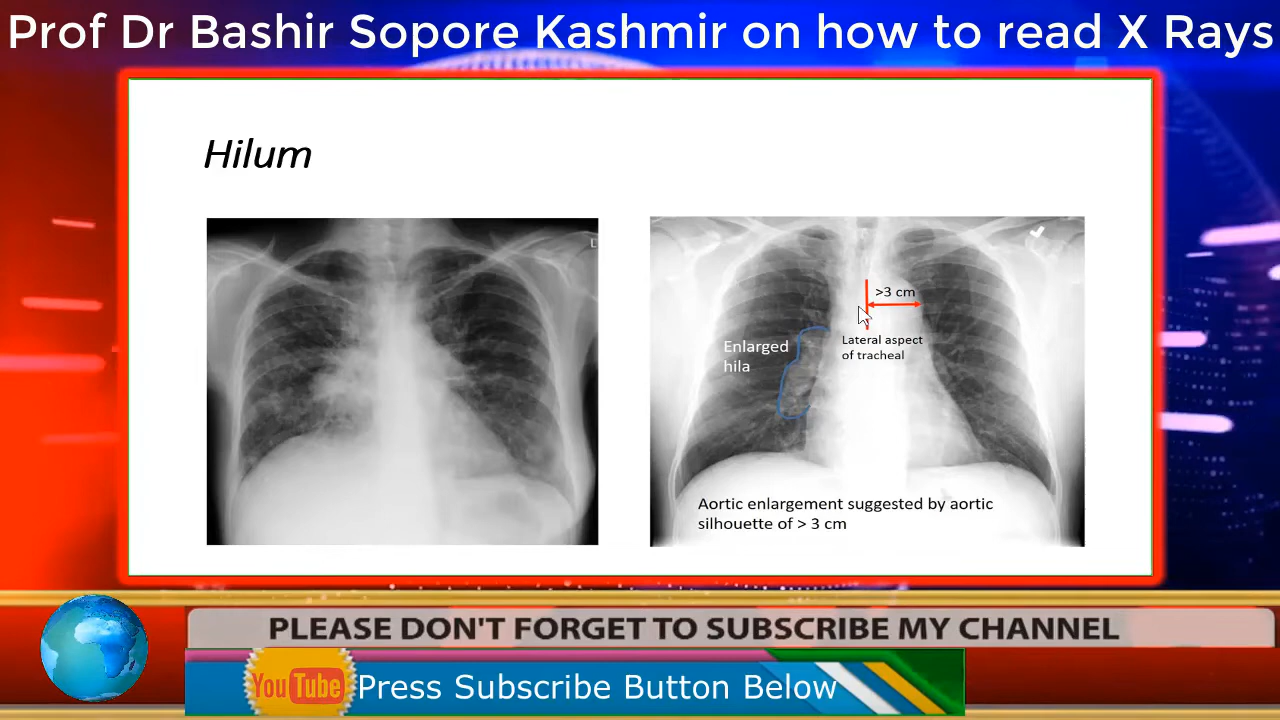 Prof Dr Bashir Sopore Kashmir on how to read X Rays
Hilum
L
>3 cm
Enlarged
hila
Lateral aspect
of tracheal
Aortic enlargement suggested by aortic
silhouette of > 3 cm
PLEASE DON'T FORGET TO SUBSCRIBE MY CHANNEL
YouTube
Press Subscribe Button Below